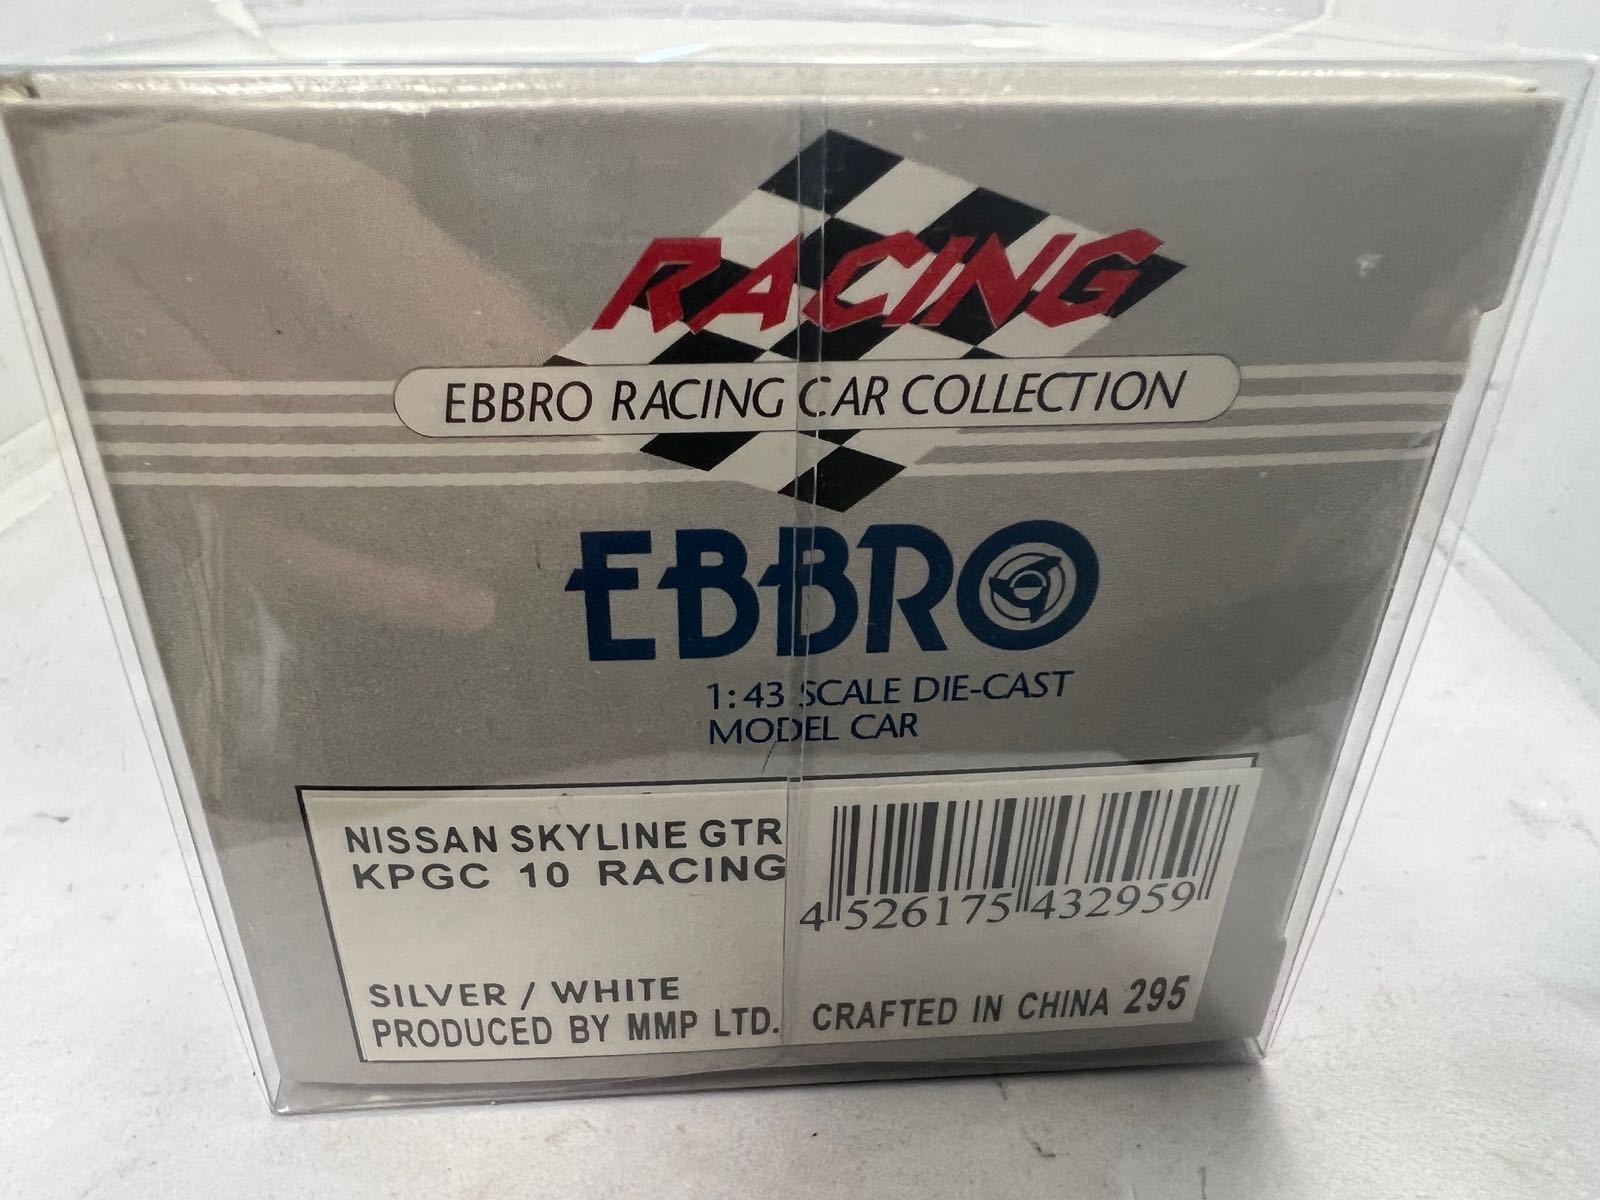 RACING
EBBRO RACING CAR COLLECTION
EBBRO
1:43 SCALE DIE-CAST
MODEL CAR
NISSAN SKYLINE GTR
KPGC 10 RACING
4 526175 432959
SILVER / WHITE
PRODUCED BY MMP LTD. CRAFTED IN CHINA 295